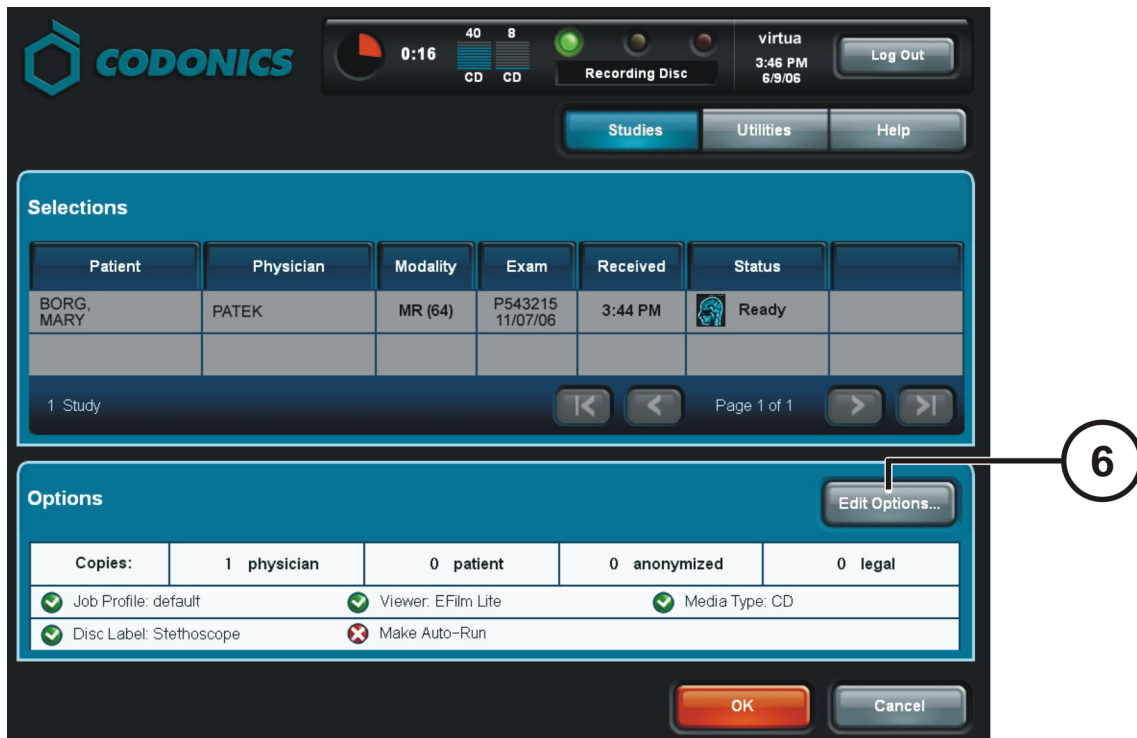 CODONICS
0:16
40 8
CD CD
Recording Disc
virtua
3:46 PM
6/9/06
Log Out
Studies Utilities Help
Selections
Patient Physician Modality Exam Received Status
BORG,
MARY
PATEK
MR (64)
P543215
11/07/06
3:44 PM
Ready
1 Study
Page 1 of 1
6
Options
Edit Options...
Copies: 1 physician 0 patient 0 anonymized 0 legal
Job Profile: default Viewer: EFilm Lite Media Type: CD
Disc Label: Stethoscope Make Auto-Run
OK Cancel